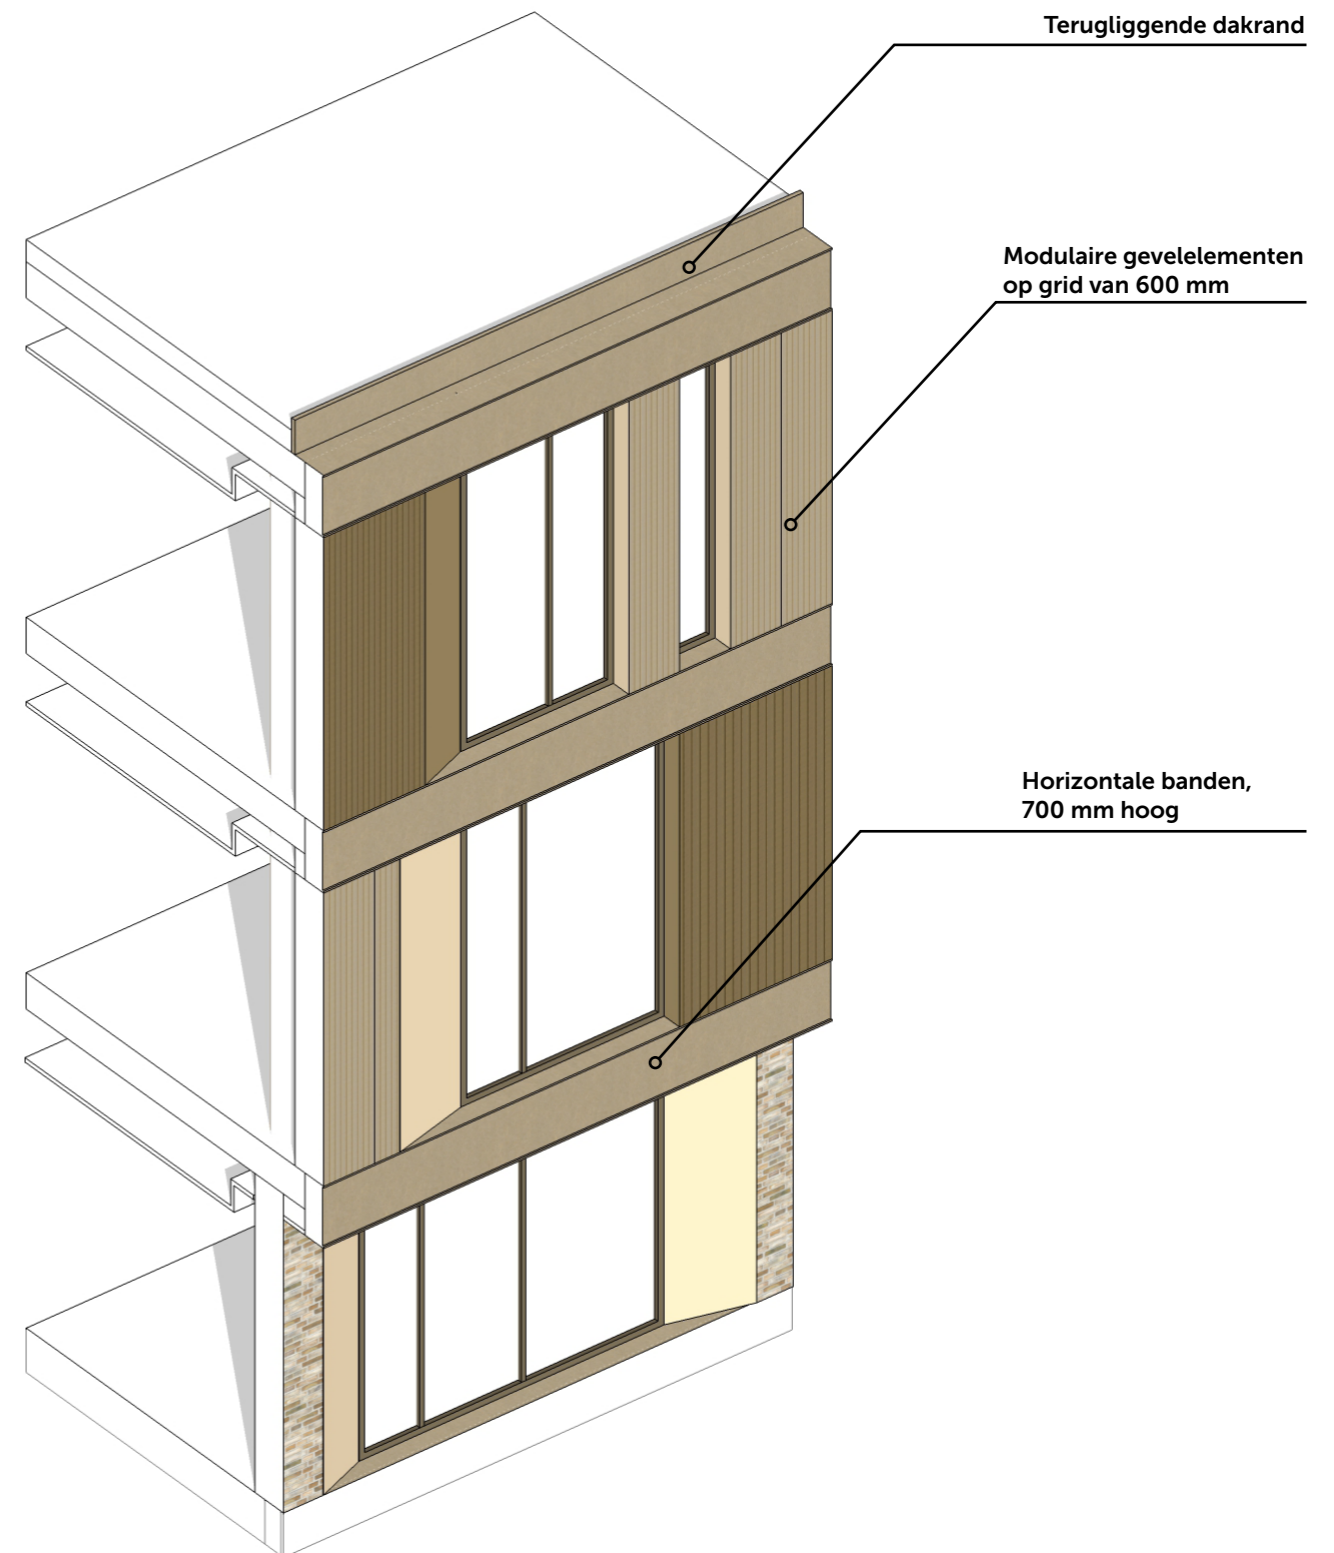 Terugliggende dakrand
Modulaire gevelelementen
op grid van 600 mm
Horizontale banden,
700 mm hoog